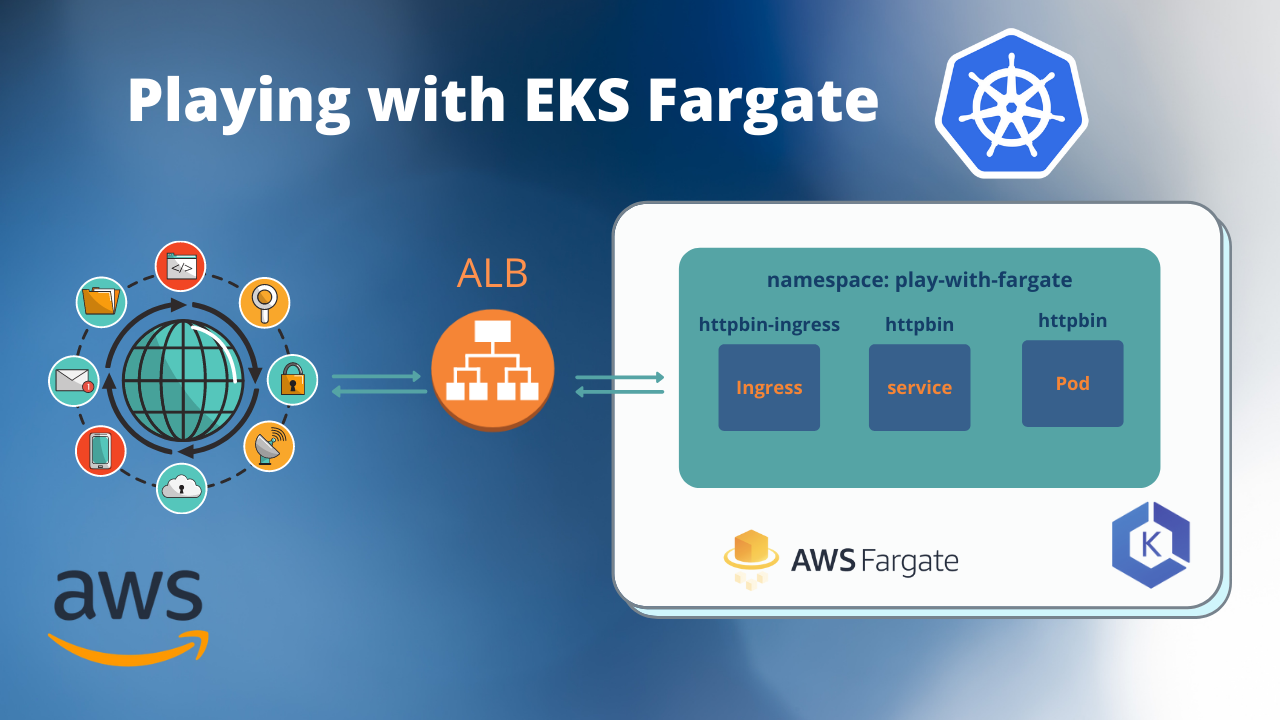 Playing with EKS Fargate
ALB
namespace: play-with-fargate
httpbin-ingress
httpbin
httpbin
Ingress
service
Pod
</>
K
AWS Fargate
aws